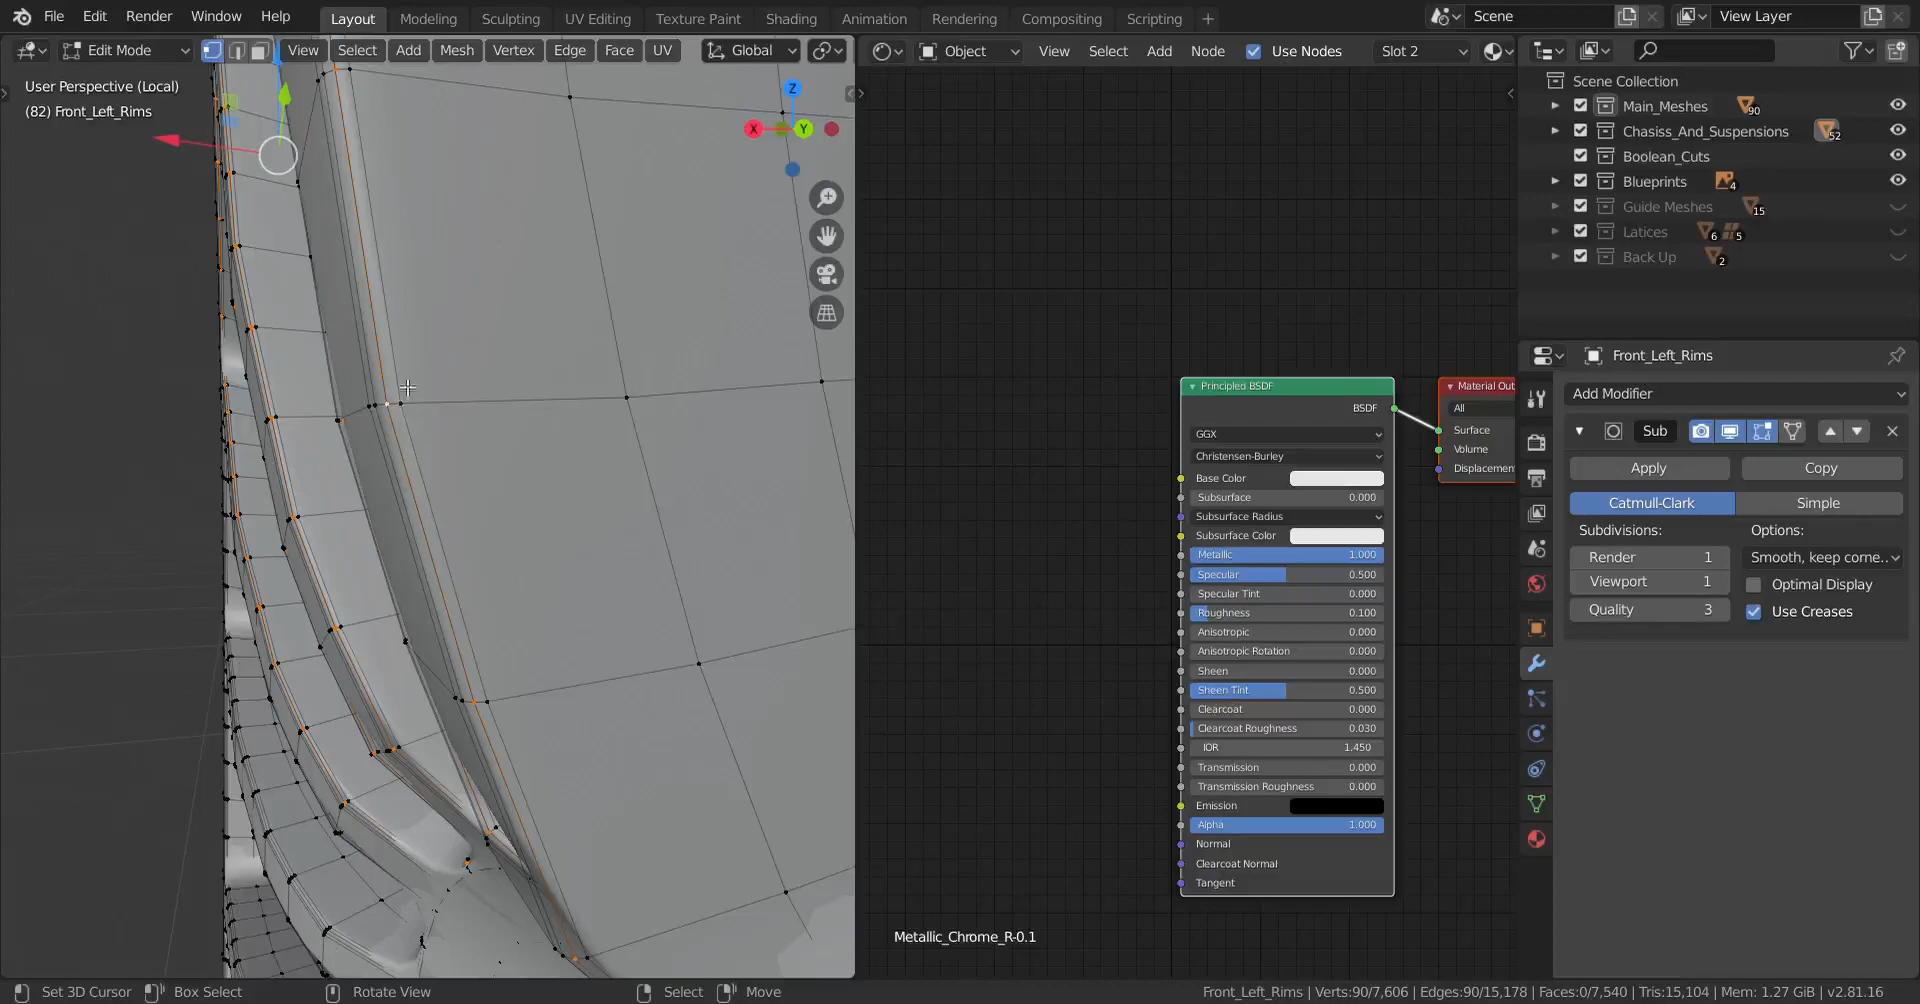 File Edit Render Window Help Layout Modeling Sculpting UV Editing Texture Paint Shading Animation Rendering Compositing Scripting + Scene View Layer
Edit Mode View Select Add Mesh Vertex Edge Face UV Global
Object View Select Add Node Use Nodes Slot 2
User Perspective (Local)
(82) Front_Left_Rims
Z
X Y
Scene Collection
Main_Meshes 90
Chasiss_And_Suspensions 52
Boolean_Cuts
Blueprints 4
Guide Meshes 15
Latices 6 5
Back Up 2
Principled BSDF
BSDF
GGX
Christensen-Burley
Base Color
Subsurface 0.000
Subsurface Radius
Subsurface Color
Metallic 1.000
Specular 0.500
Specular Tint 0.000
Roughness 0.100
Anisotropic 0.000
Anisotropic Rotation 0.000
Sheen 0.000
Sheen Tint 0.500
Clearcoat 0.000
Clearcoat Roughness 0.030
IOR 1.450
Transmission 0.000
Transmission Roughness 0.000
Emission
Alpha 1.000
Normal
Clearcoat Normal
Tangent
Material Out
All
Surface
Volume
Displacemen
Metallic_Chrome_R-0.1
Front_Left_Rims
Add Modifier
Sub
Apply Copy
Catmull-Clark Simple
Subdivisions: Options:
Render 1 Smooth, keep corne..
Viewport 1 Optimal Display
Quality 3 Use Creases
Set 3D Cursor Box Select Rotate View Select Move Front_Left_Rims | Verts:90/7,606 | Edges:90/15,178 | Faces:0/7,540 | Tris:15,104 | Mem: 1.27 GiB | v2.81.16